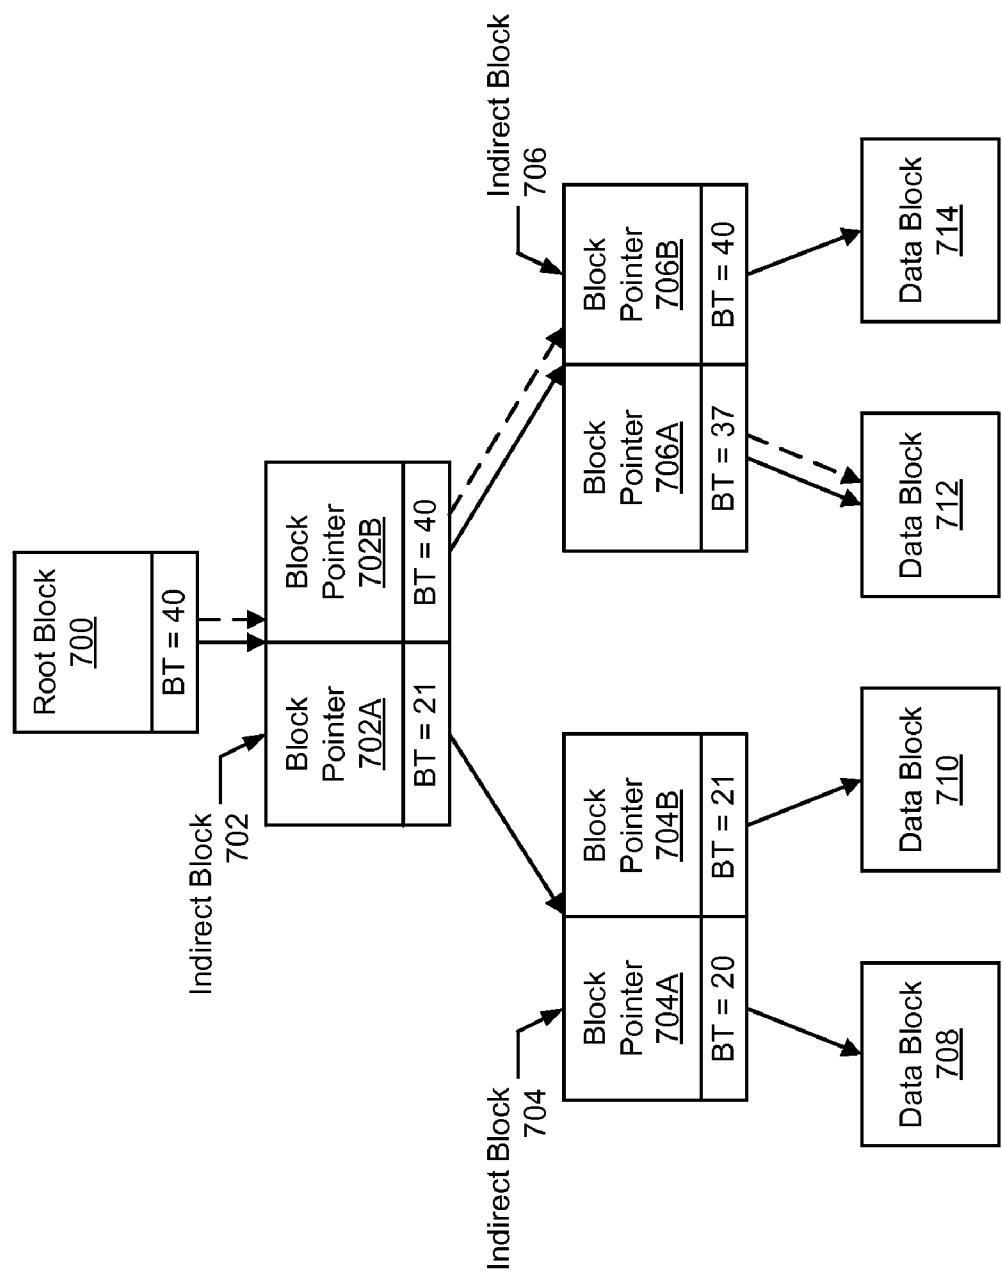 Root Block
700
BT = 40
Indirect Block
702
Block
Pointer
702A
BT = 21
Block
Pointer
702B
BT = 40
Indirect Block
704
Block
Pointer
704A
BT = 20
Block
Pointer
704B
BT = 21
Indirect Block
706
Block
Pointer
706A
BT = 37
Block
Pointer
706B
BT = 40
Data Block
708
Data Block
710
Data Block
712
Data Block
714